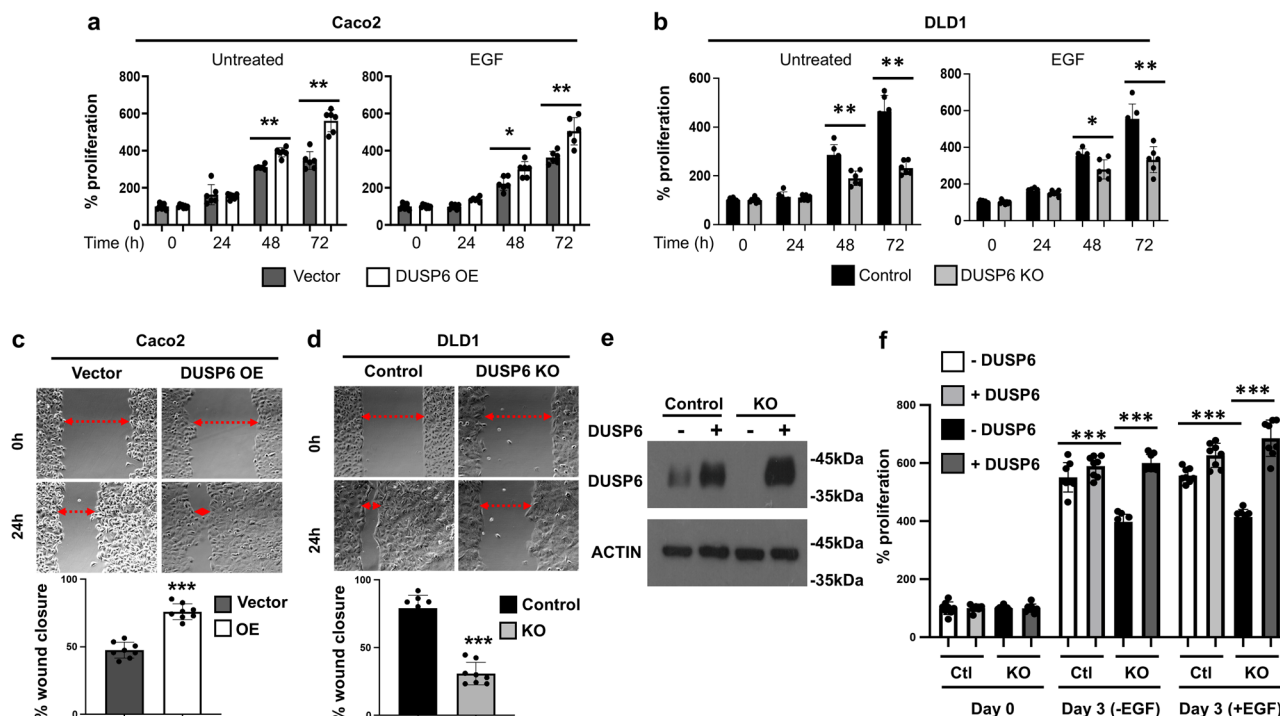 a
Caco2
Untreated
EGF
% proliferation
800
600
400
200
0
**
**
800
600
400
200
0
*
**
Time (h)
0
24
48
72
0
24
48
72
Vector
DUSP6 OE
b
DLD1
Untreated
EGF
% proliferation
600
400
200
0
**
**
800
600
400
200
0
*
**
Time (h)
0
24
48
72
0
24
48
72
Control
DUSP6 KO
c
Caco2
Vector
DUSP6 OE
0h
24h
% wound closure
100
50
0
***
Vector
OE
d
DLD1
Control
DUSP6 KO
0h
24h
% wound closure
100
50
0
***
Control
KO
e
Control
KO
DUSP6
-
+
-
+
DUSP6
-45kDa
-35kDa
ACTIN
-45kDa
-35kDa
f
- DUSP6
+ DUSP6
- DUSP6
+ DUSP6
% proliferation
800
600
400
200
0
***
***
***
***
Ctl
KO
Ctl
KO
Ctl
KO
Day 0
Day 3 (-EGF)
Day 3 (+EGF)